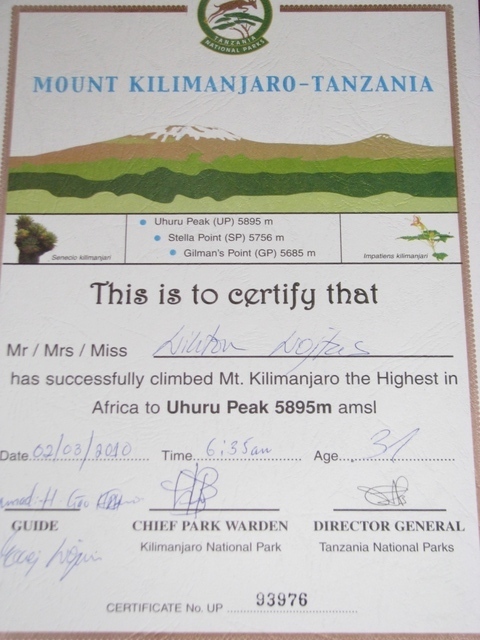 TANZANIA
NATIONAL PARKS
MOUNT KILIMANJARO-TANZANIA
Uhuru Peak (UP) 5895 m
Stella Point (SP) 5756 m
Gilman's Point (GP) 5685 m
Senecio kilimanjari
Impatiens kilimanjari
This is to certify that
Mr / Mrs / Miss
has successfully climbed Mt. Kilimanjaro the Highest in
Africa to Uhuru Peak 5895m amsl
Date 02/03/2010 Time 6:35am Age 31
GUIDE CHIEF PARK WARDEN DIRECTOR GENERAL
Kilimanjaro National Park Tanzania National Parks
CERTIFICATE No. UP 93976